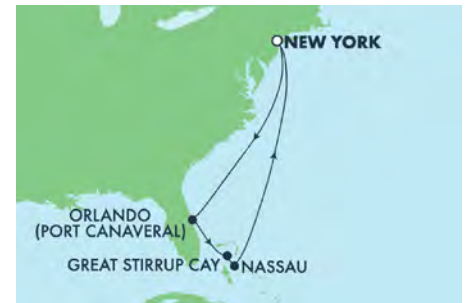 NEW YORK
ORLANDO
(PORT CANAVERAL)
GREAT STIRRUP CAY
NASSAU